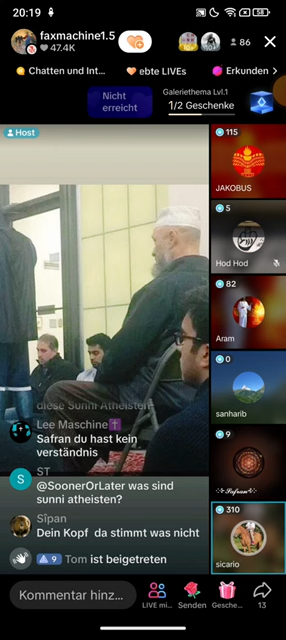 20:19
58
faxmachine1.5
47.4K
86
Chatten und Int...
ebte LIVEs
Erkunden
Nicht
erreicht
Galeriethema Lvl.1
1/2 Geschenke
Host
115
JAKOBUS
5
Hod Hod
82
Aram
0
sanharib
9
Safran
310
sicario
diese Sunni Atheisten
Lee Maschine
Safran du hast kein
verständnis
S
ST
@SoonerOrLater was sind
sunni atheisten?
Sîpan
Dein Kopf da stimmt was nicht
9 Tom ist beigetreten
Kommentar hinz...
LIVE mi...
Senden
Gesche...
13